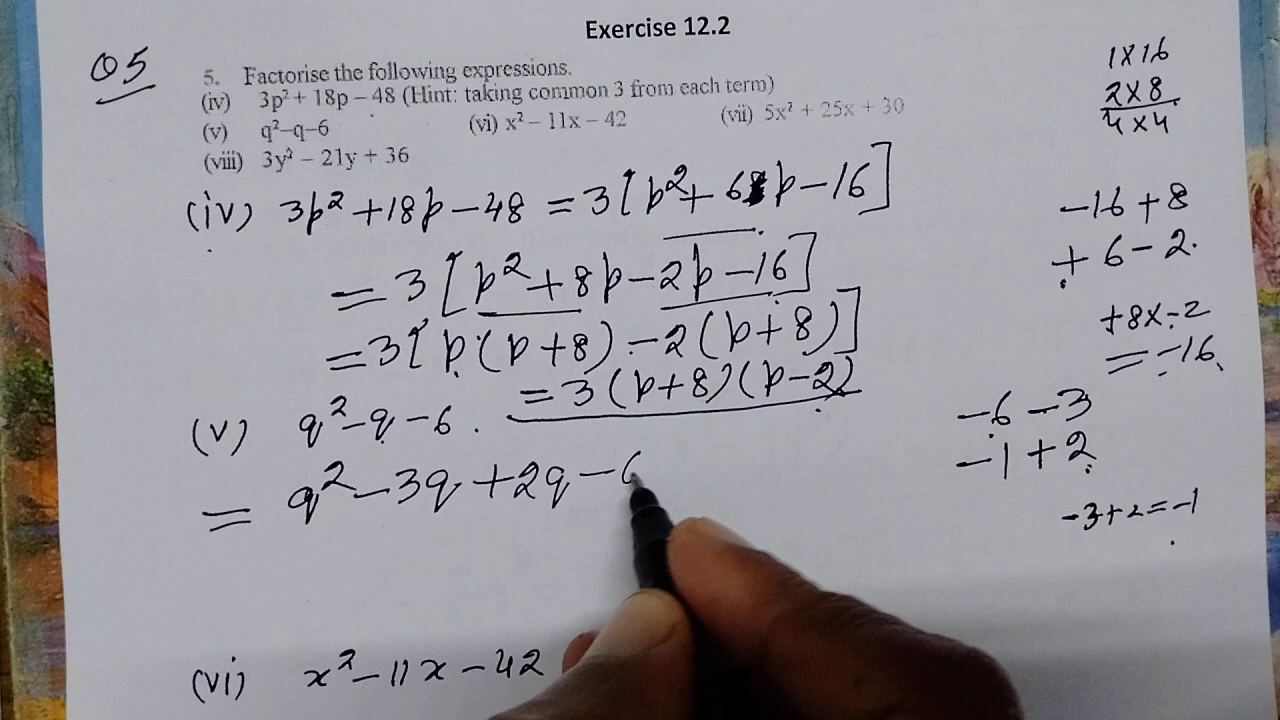 Exercise 12.2
Q5
5. Factorise the following expressions.
(iv) 3p² + 18p – 48 (Hint: taking common 3 from each term)
(v) q²–q–6 (vi) x² – 11x – 42 (vii) 5x² + 25x + 30
(viii) 3y² – 21y + 36
1×16
2×8
4×4
(iv) 3p² + 18p – 48 = 3[p² + 6p – 16]
= 3[p² + 8p – 2p – 16]
= 3[p(p+8) – 2(p+8)]
= 3(p+8)(p–2)
-16 +8
+6 -2
+8×-2
= -16
(v) q² – q – 6
= q² – 3q + 2q – 6
-6 -3
-1 +2
-3+2=-1
(vi) x² – 11x – 42